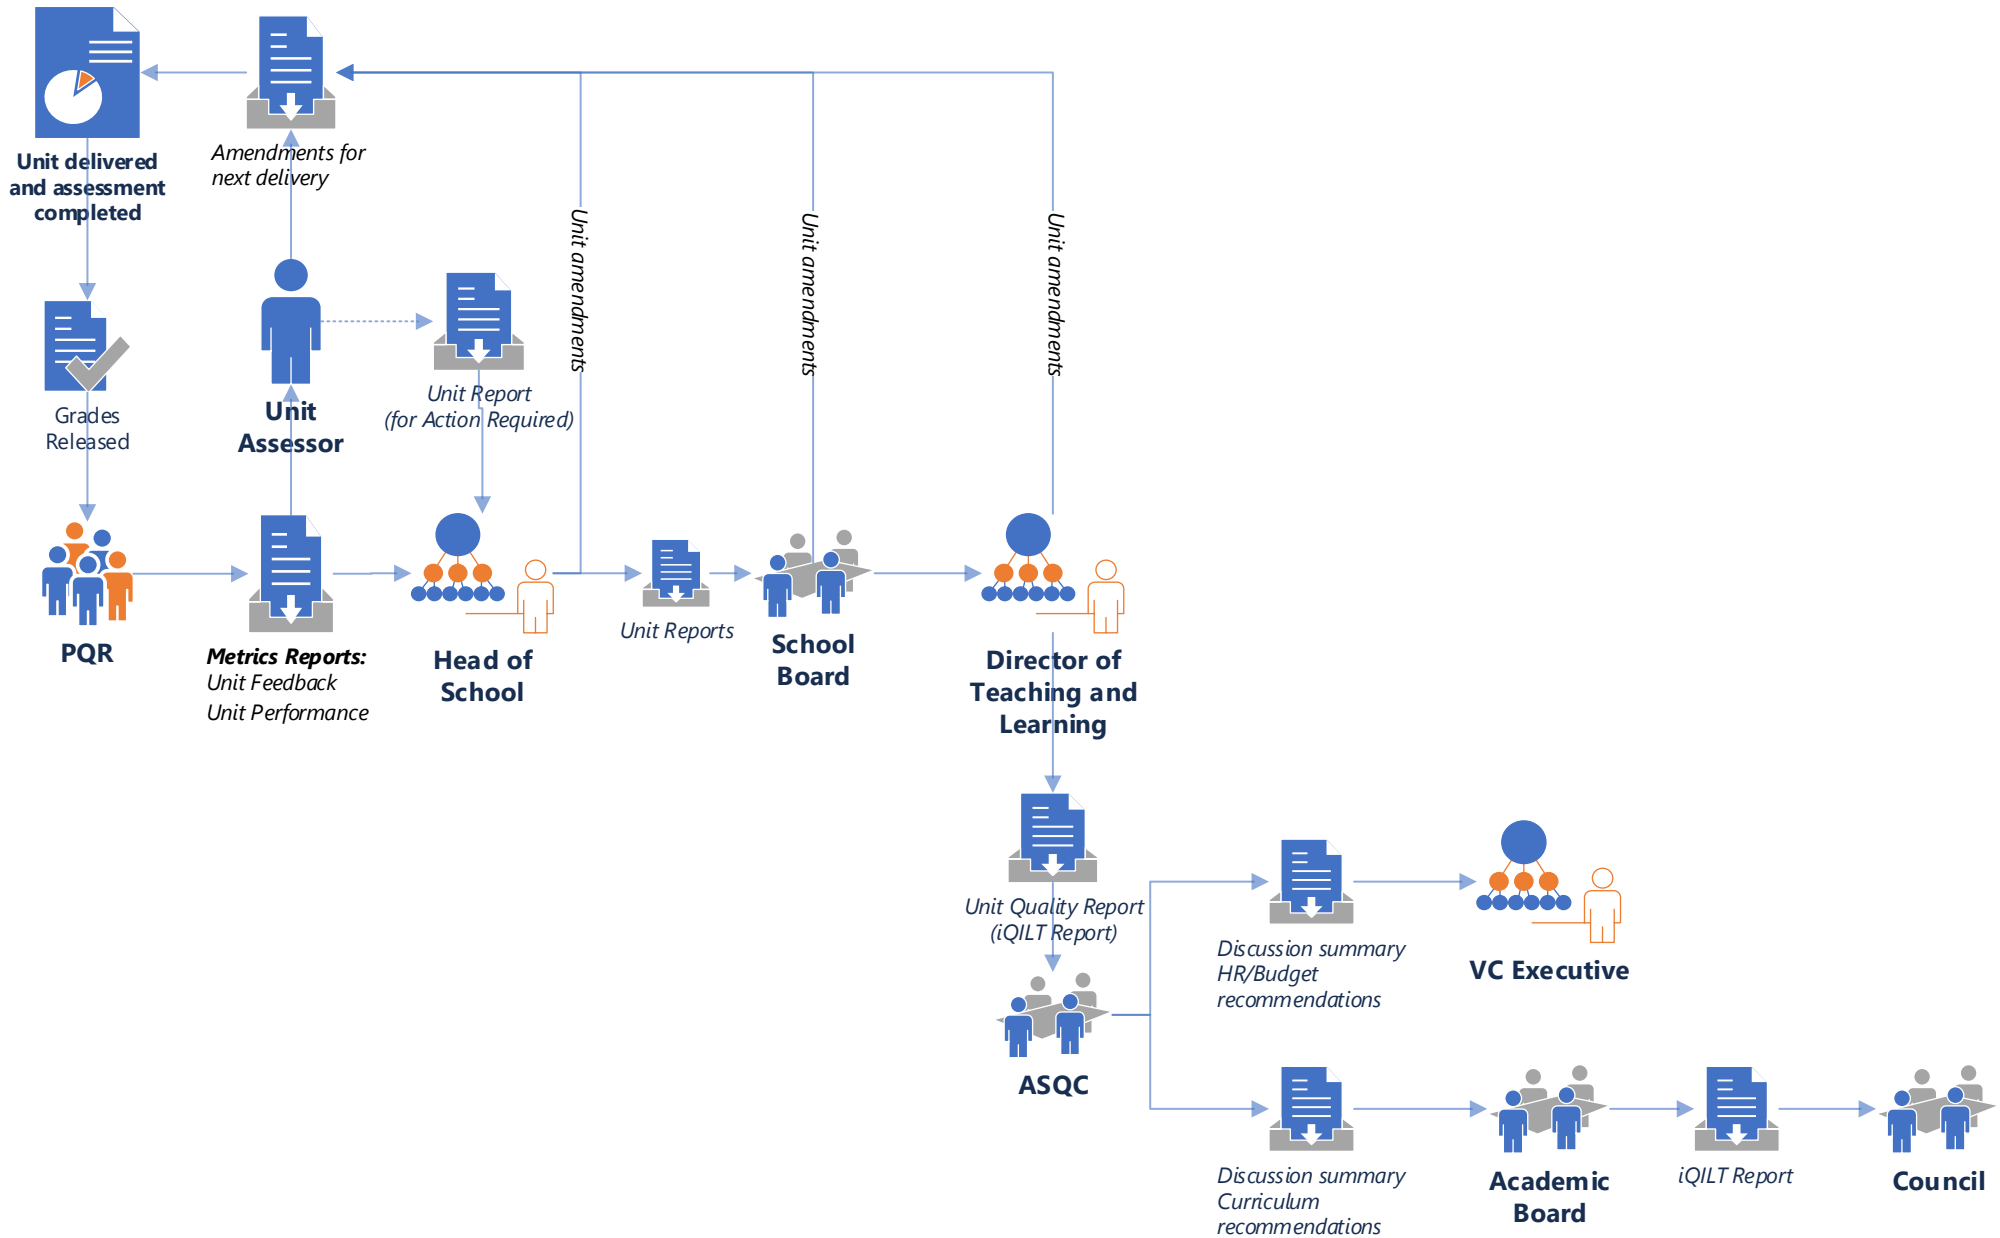 Unit delivered
and assessment
completed
Amendments for
next delivery
Unit amendments
Unit amendments
Unit amendments
Grades
Released
Unit
Assessor
Unit Report
(for Action Required)
PQR
Metrics Reports:
Unit Feedback
Unit Performance
Head of
School
Unit Reports
School
Board
Director of
Teaching and
Learning
Unit Quality Report
(iQILT Report)
Discussion summary
HR/Budget
recommendations
VC Executive
ASQC
Discussion summary
Curriculum
recommendations
Academic
Board
iQILT Report
Council